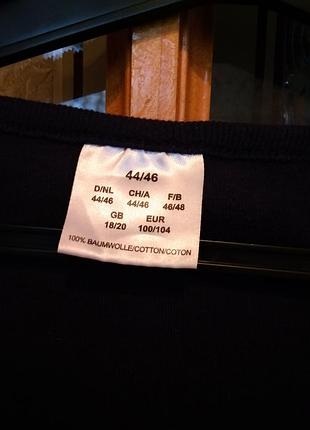 44/46
D/NL CH/A F/B
44/46 44/46 46/48
GB EUR
18/20 100/104
100% BAUMWOLLE/COTTON/COTON